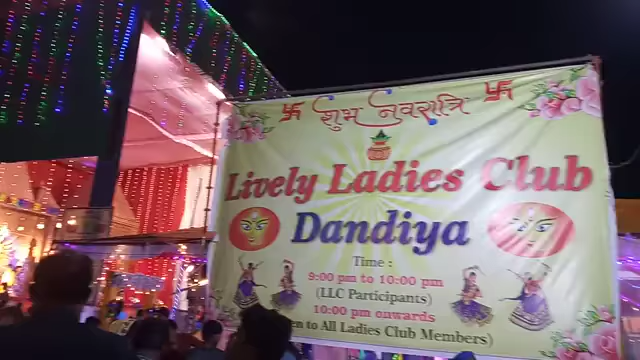 शुभ नवरात्रि
Lively Ladies Club
Dandiya
Time :
9:00 pm to 10:00 pm
(LLC Participants)
10:00 pm onwards
to All Ladies Club Members)